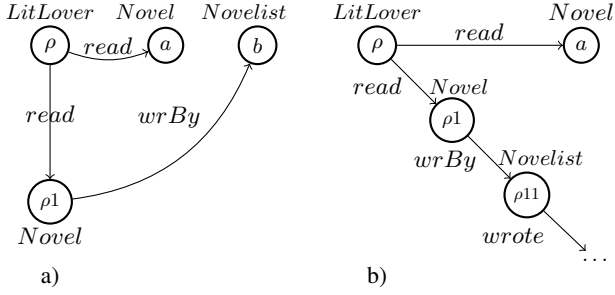 LitLover Novel Novelist
ρ read a b
read wrBy
ρ1
Novel
a)
LitLover Novel
ρ read a
read Novel
ρ1
wrBy Novelist
ρ11
wrote
...
b)